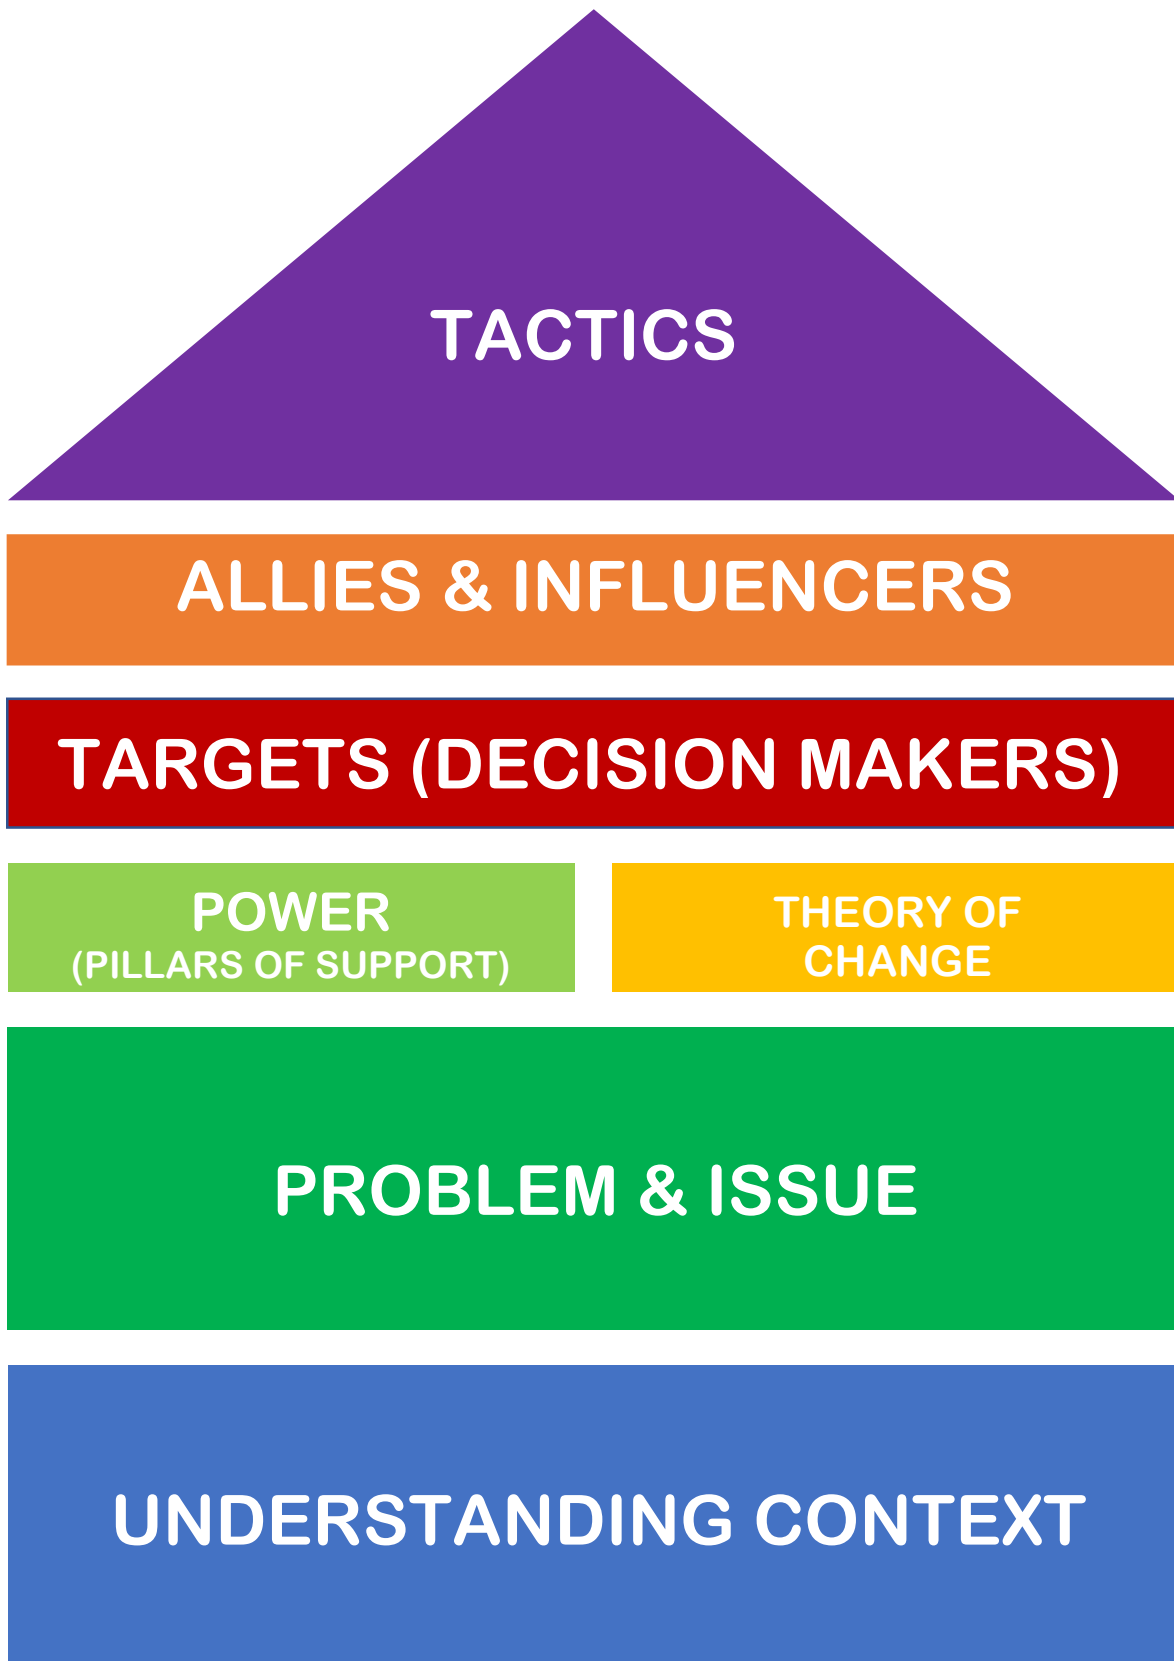 TACTICS
ALLIES & INFLUENCERS
TARGETS (DECISION MAKERS)
POWER
(PILLARS OF SUPPORT)
THEORY OF
CHANGE
PROBLEM & ISSUE
UNDERSTANDING CONTEXT